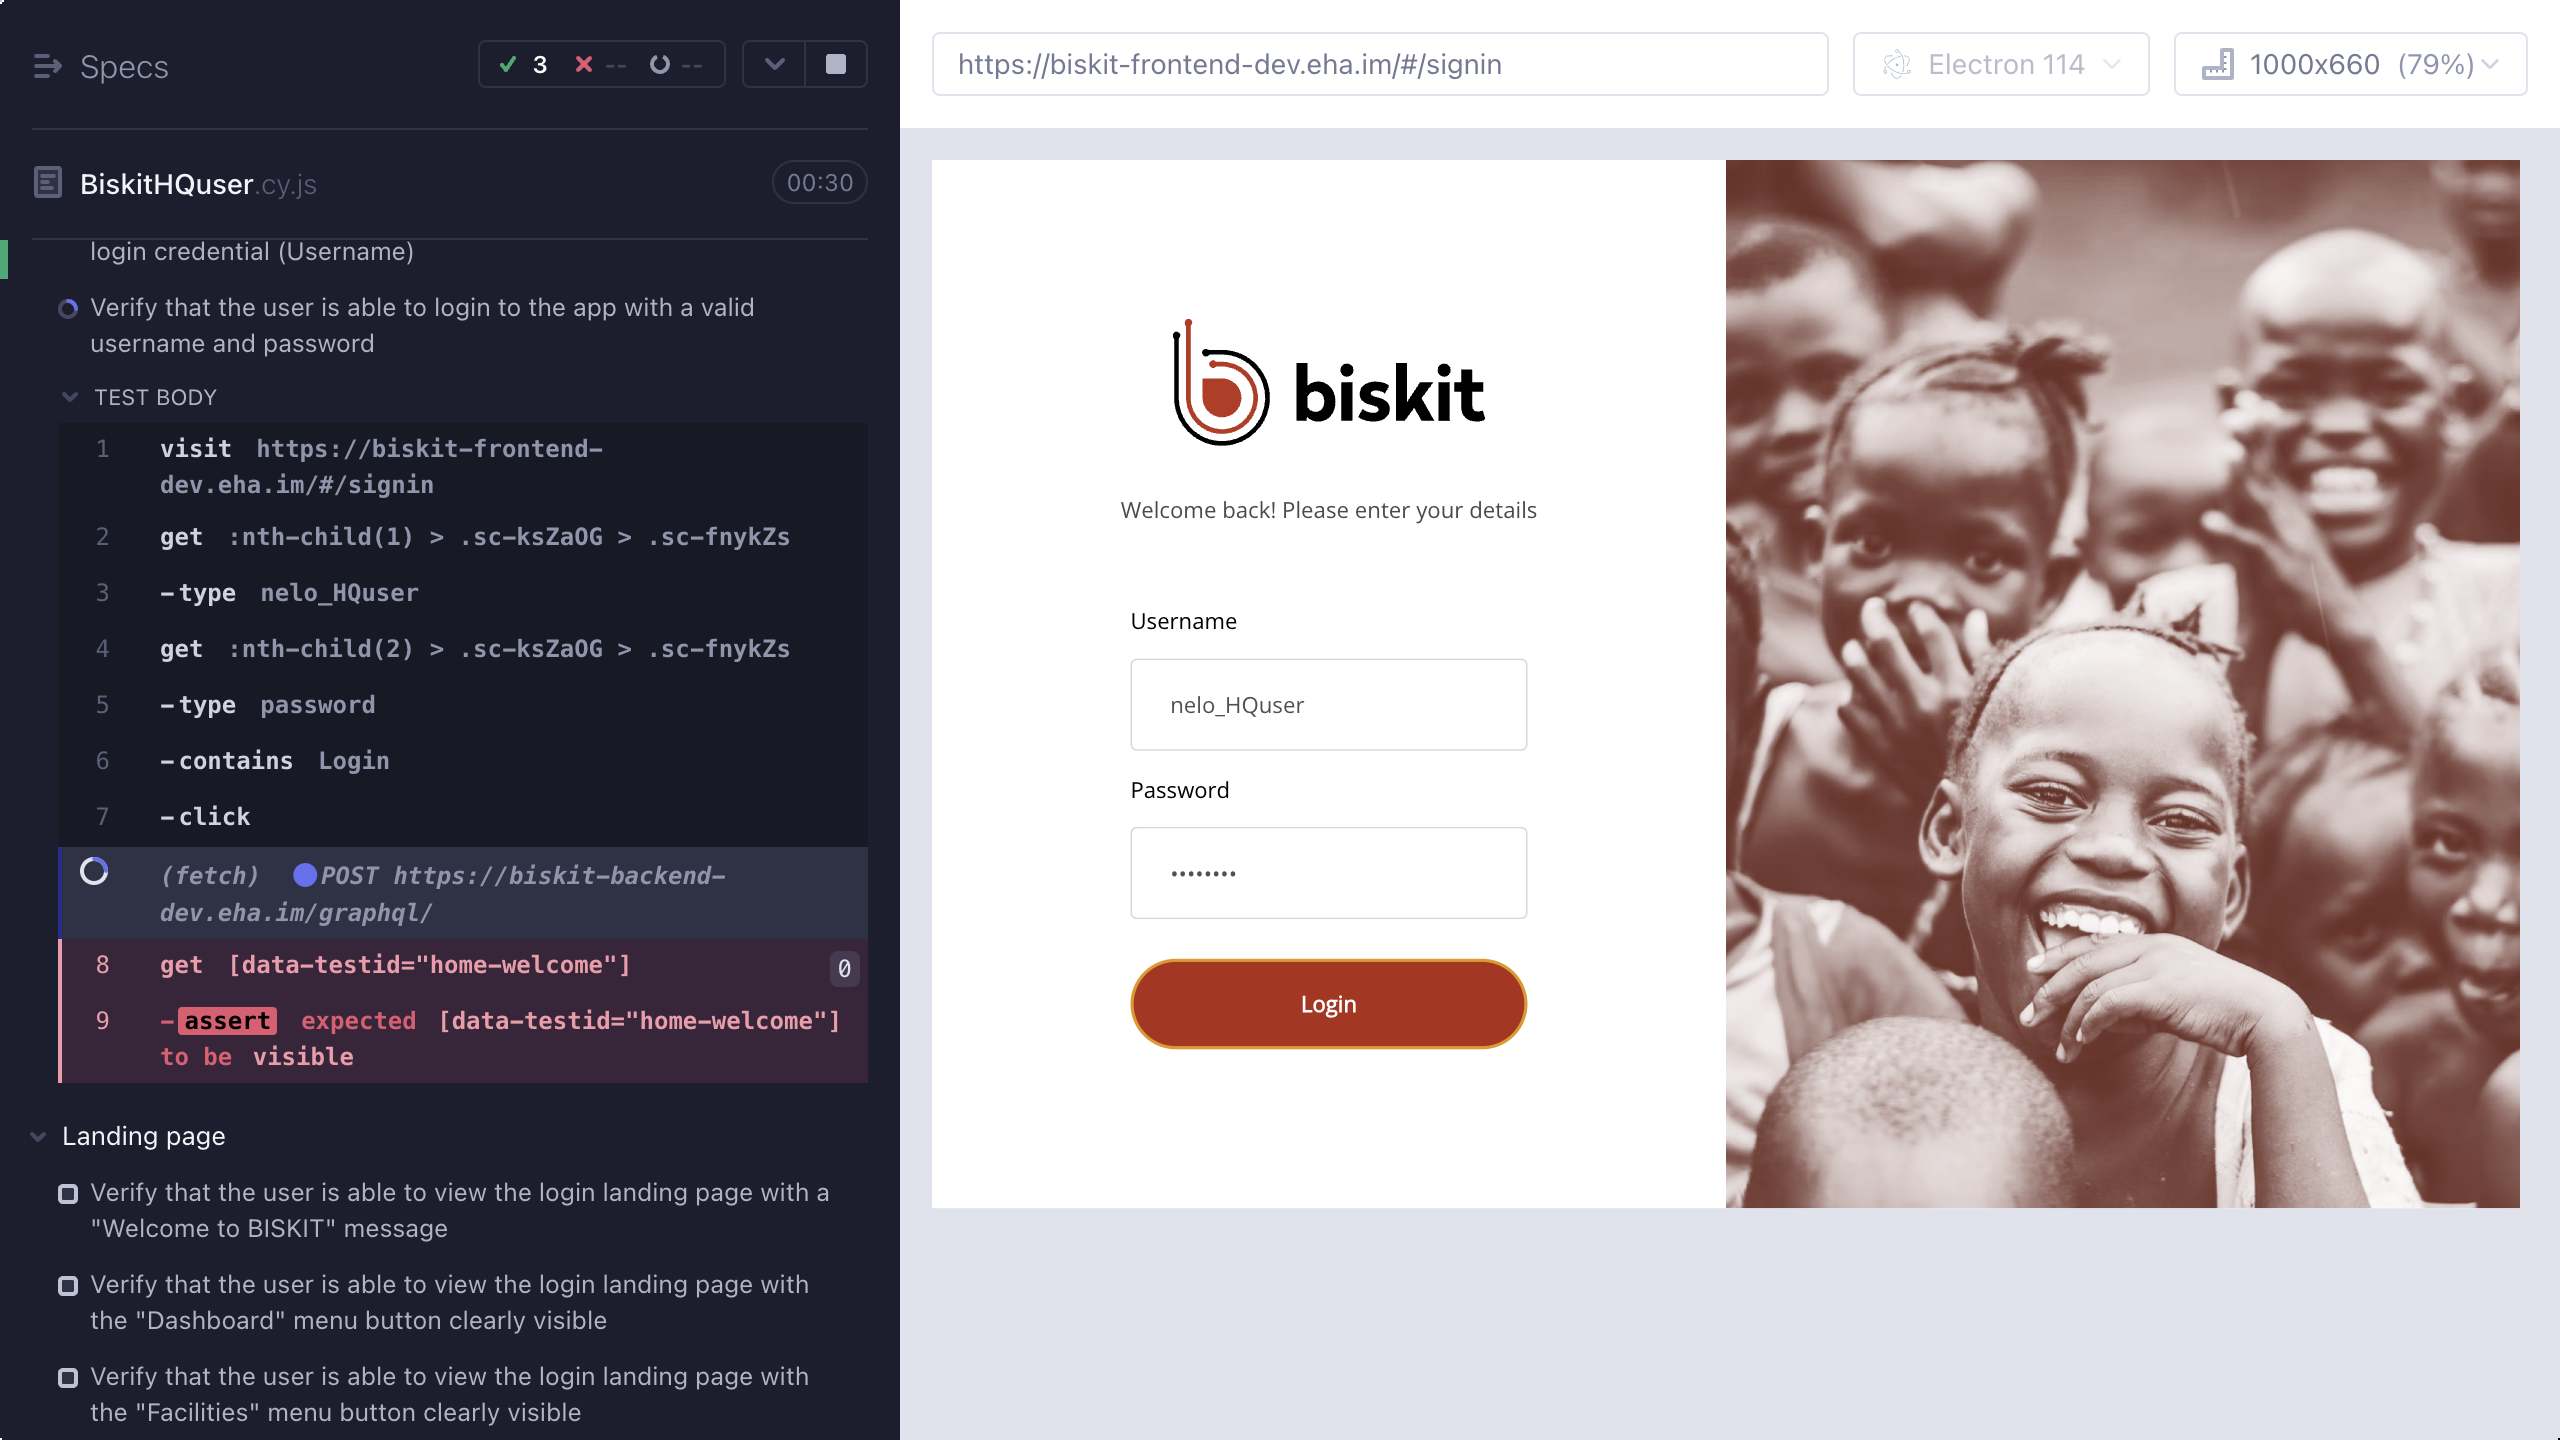 Specs
3 -- --
BiskitHQuser.cy.js
00:30
login credential (Username)
Verify that the user is able to login to the app with a valid
username and password
TEST BODY
1 visit https://biskit-frontend-
dev.eha.im/#/signin
2 get :nth-child(1) > .sc-ksZaOG > .sc-fnykZs
3 -type nelo_HQuser
4 get :nth-child(2) > .sc-ksZaOG > .sc-fnykZs
5 -type password
6 -contains Login
7 -click
(fetch) POST https://biskit-backend-
dev.eha.im/graphql/
8 get [data-testid="home-welcome"] 0
9 -assert expected [data-testid="home-welcome"]
to be visible
Landing page
Verify that the user is able to view the login landing page with a
"Welcome to BISKIT" message
Verify that the user is able to view the login landing page with
the "Dashboard" menu button clearly visible
Verify that the user is able to view the login landing page with
the "Facilities" menu button clearly visible
https://biskit-frontend-dev.eha.im/#/signin
Electron 114
1000x660 (79%)
biskit
Welcome back! Please enter your details
Username
nelo_HQuser
Password
••••••••
Login